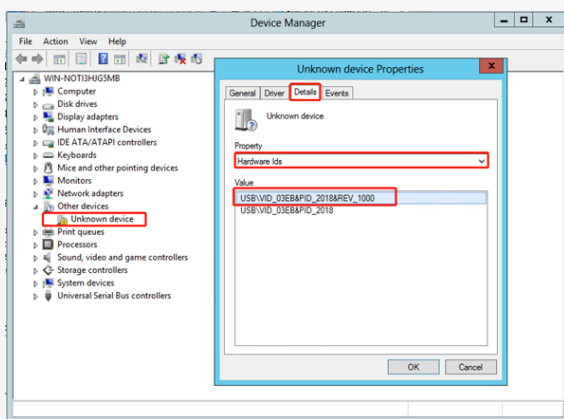 Device Manager
File Action View Help
WIN-NOTI3HJG5MB
Computer
Disk drives
Display adapters
Human Interface Devices
IDE ATA/ATAPI controllers
Keyboards
Mice and other pointing devices
Monitors
Network adapters
Other devices
Unknown device
Print queues
Processors
Sound, video and game controllers
Storage controllers
System devices
Universal Serial Bus controllers
Unknown device Properties
General Driver Details Events
Unknown device
Property
Hardware Ids
Value
USB\VID_03EB&PID_2018&REV_1000
USB\VID_03EB&PID_2018
OK Cancel